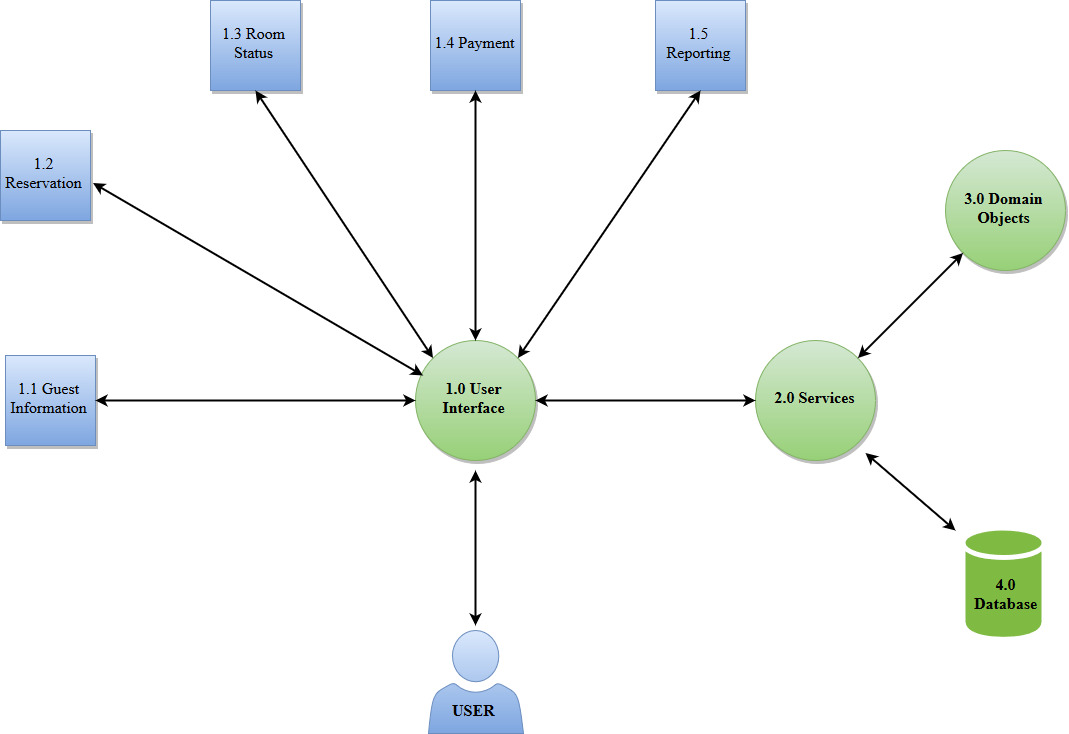 1.3 Room
Status
1.4 Payment
1.5
Reporting
1.2
Reservation
3.0 Domain
Objects
1.1 Guest
Information
1.0 User
Interface
2.0 Services
4.0
Database
USER